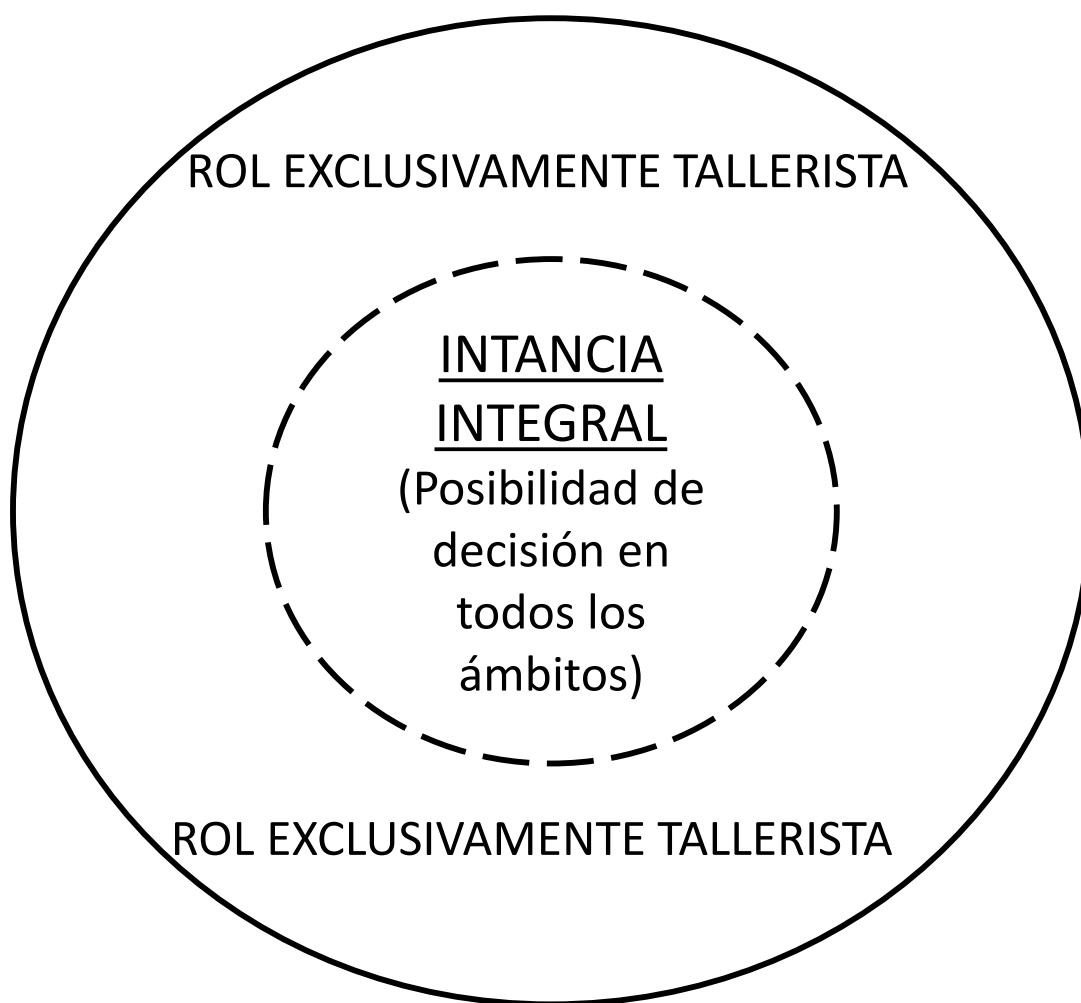 ROL EXCLUSIVAMENTE TALLERISTA
INTANCIA
INTEGRAL
(Posibilidad de
decisión en
todos los
ámbitos)
ROL EXCLUSIVAMENTE TALLERISTA